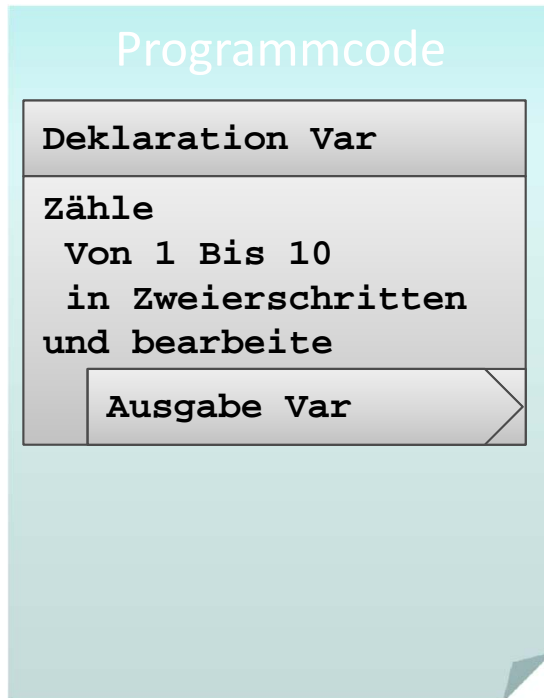 Programmcode
Deklaration Var
Zähle
Von 1 Bis 10
in Zweierschritten
und bearbeite
Ausgabe Var